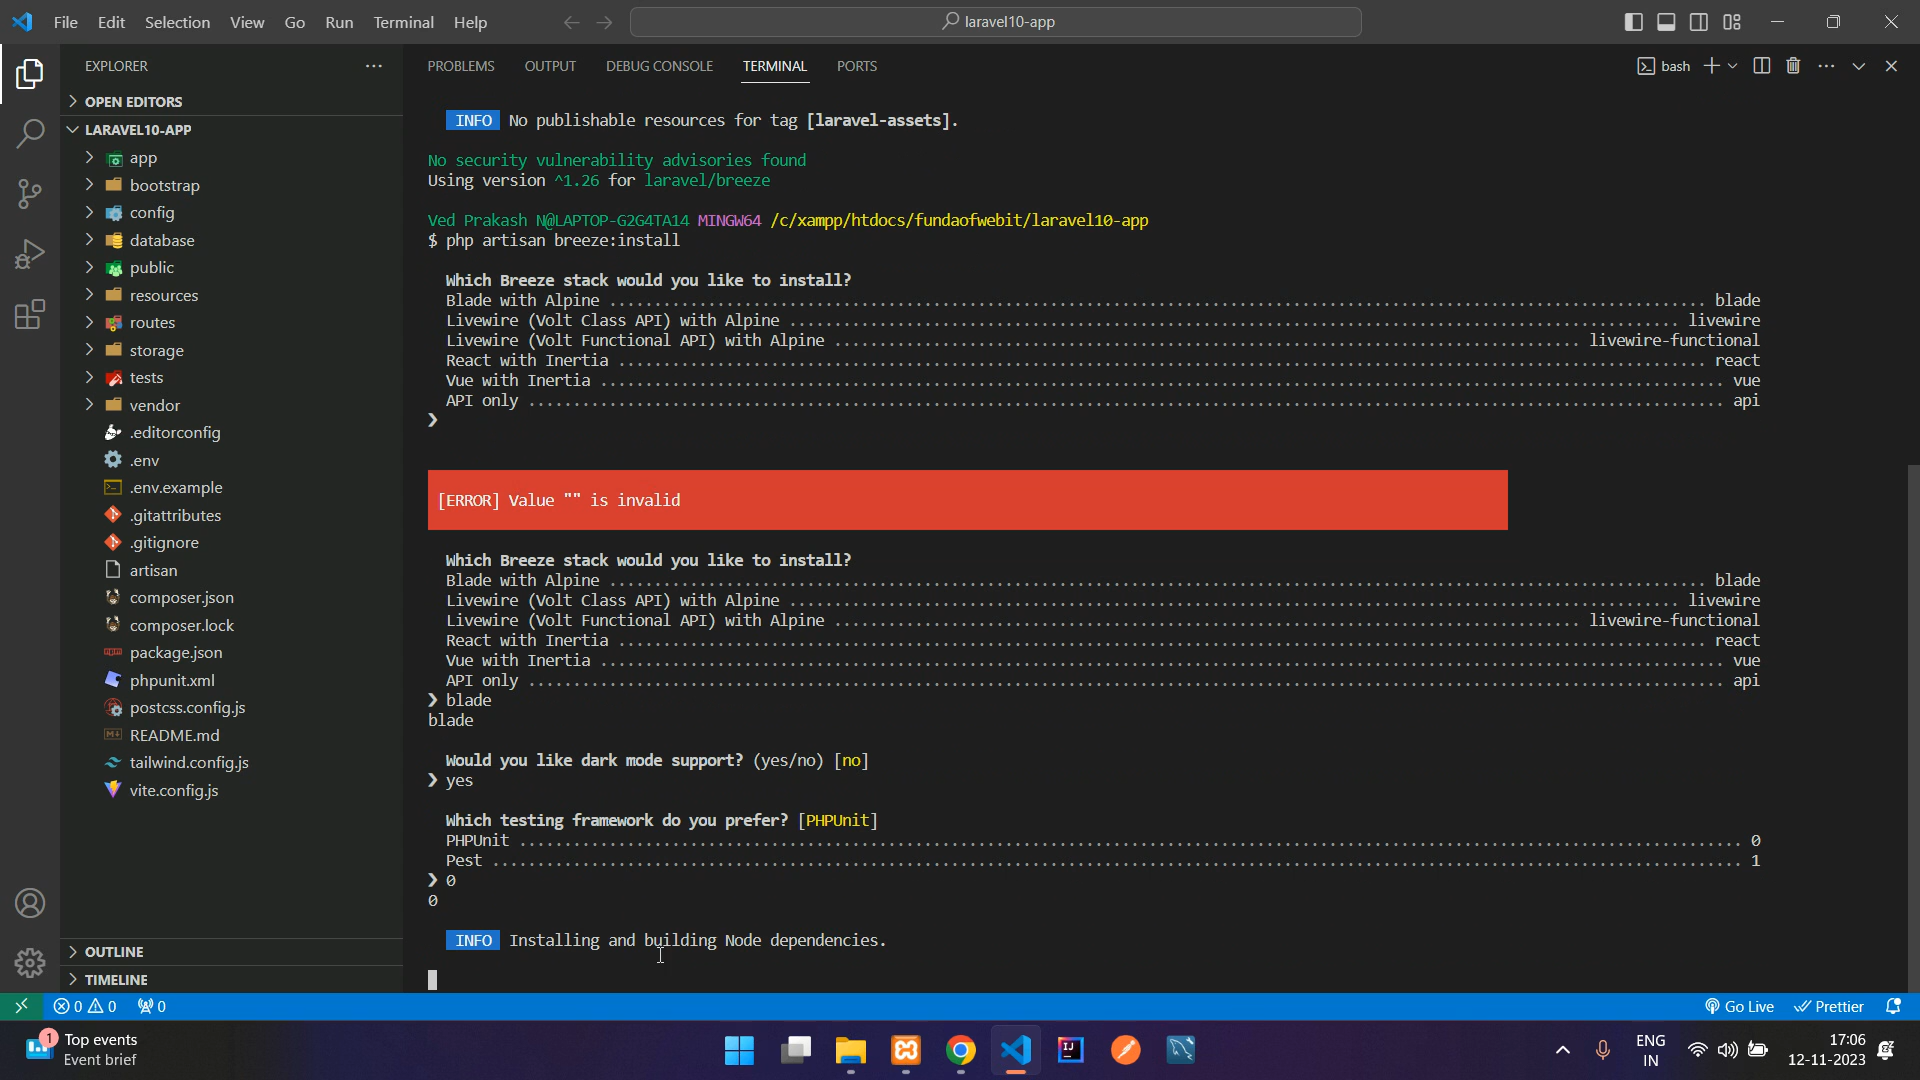 File Edit Selection View Go Run Terminal Help
laravel10-app
EXPLORER
OPEN EDITORS
LARAVEL10-APP
app
bootstrap
config
database
public
resources
routes
storage
tests
vendor
.editorconfig
.env
.env.example
.gitattributes
.gitignore
artisan
composer.json
composer.lock
package.json
phpunit.xml
postcss.config.js
README.md
tailwind.config.js
vite.config.js
OUTLINE
TIMELINE
PROBLEMS OUTPUT DEBUG CONSOLE TERMINAL PORTS
bash
INFO No publishable resources for tag [laravel-assets].
No security vulnerability advisories found
Using version ^1.26 for laravel/breeze
Ved Prakash N@LAPTOP-G2G4TA14 MINGW64 /c/xampp/htdocs/fundaofwebit/laravel10-app
$ php artisan breeze:install
Which Breeze stack would you like to install?
Blade with Alpine ........ blade
Livewire (Volt Class API) with Alpine ........ livewire
Livewire (Volt Functional API) with Alpine ........ livewire-functional
React with Inertia ........ react
Vue with Inertia ........ vue
API only ........ api
❯
[ERROR] Value "" is invalid
Which Breeze stack would you like to install?
Blade with Alpine ........ blade
Livewire (Volt Class API) with Alpine ........ livewire
Livewire (Volt Functional API) with Alpine ........ livewire-functional
React with Inertia ........ react
Vue with Inertia ........ vue
API only ........ api
❯ blade
blade
Would you like dark mode support? (yes/no) [no]
❯ yes
Which testing framework do you prefer? [PHPUnit]
PHPUnit ........ 0
Pest ........ 1
❯ 0
0
INFO Installing and building Node dependencies.
0 0 0
Go Live Prettier
1
Top events
Event brief
IJ
ENG
IN
17:06
12-11-2023